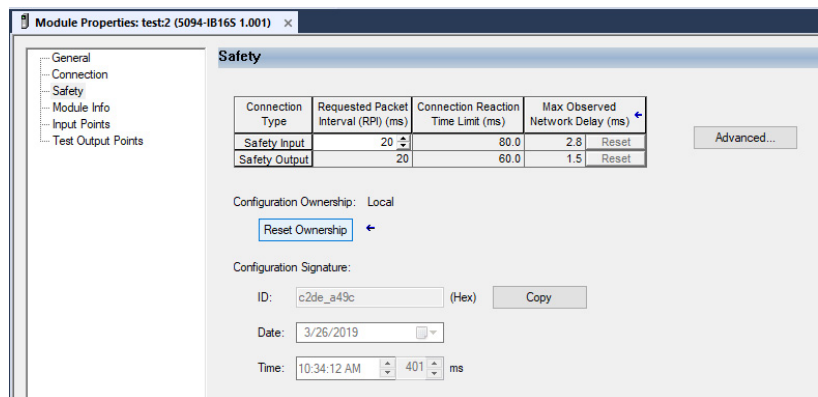 Module Properties: test:2 (5094-IB16S 1.001) ×
General
Connection
Safety
Module Info
Input Points
Test Output Points
Safety
Connection Type Requested Packet Interval (RPI) (ms) Connection Reaction Time Limit (ms) Max Observed Network Delay (ms)
Safety Input 20 80.0 2.8 Reset
Safety Output 20 60.0 1.5 Reset
Advanced...
Configuration Ownership: Local
Reset Ownership
Configuration Signature:
ID: c2de_a49c (Hex) Copy
Date: 3/26/2019
Time: 10:34:12 AM 401 ms